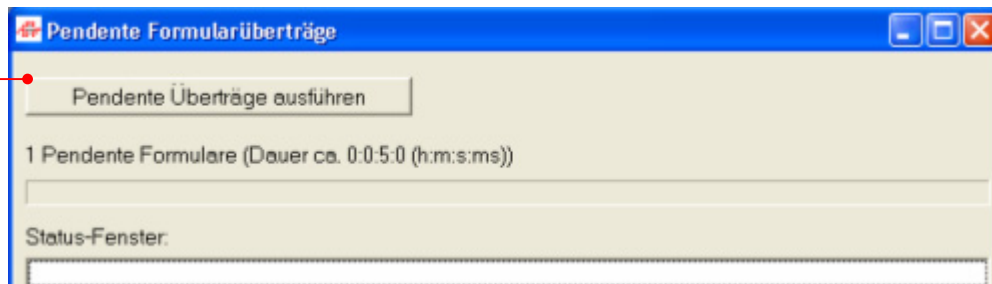 Pendente Formularüberträge
Pendente Überträge ausführen
1 Pendente Formulare (Dauer ca. 0:0:5:0 (h:m:s:ms))
Status-Fenster: